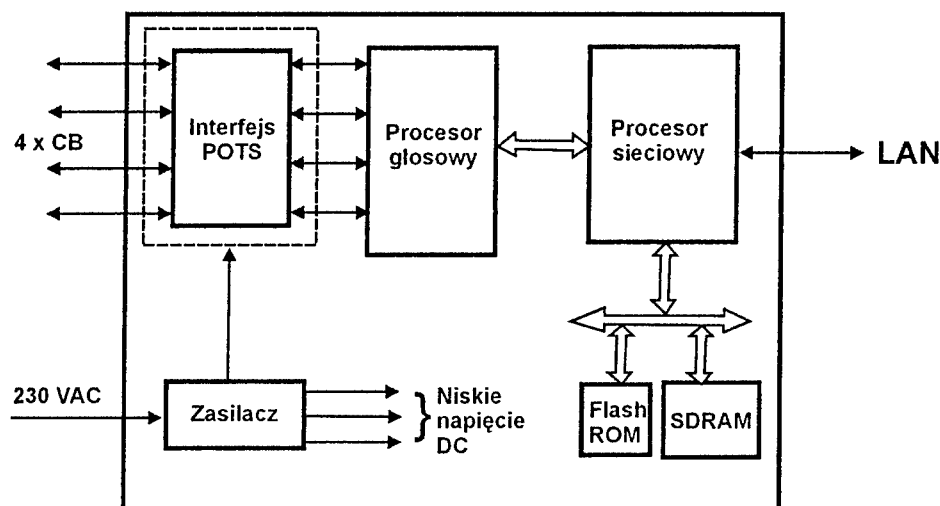 4 x CB
Interfejs
POTS
Procesor
głosowy
Procesor
sieciowy
LAN
230 VAC
Zasilacz
Niskie
napięcie
DC
Flash
ROM
SDRAM